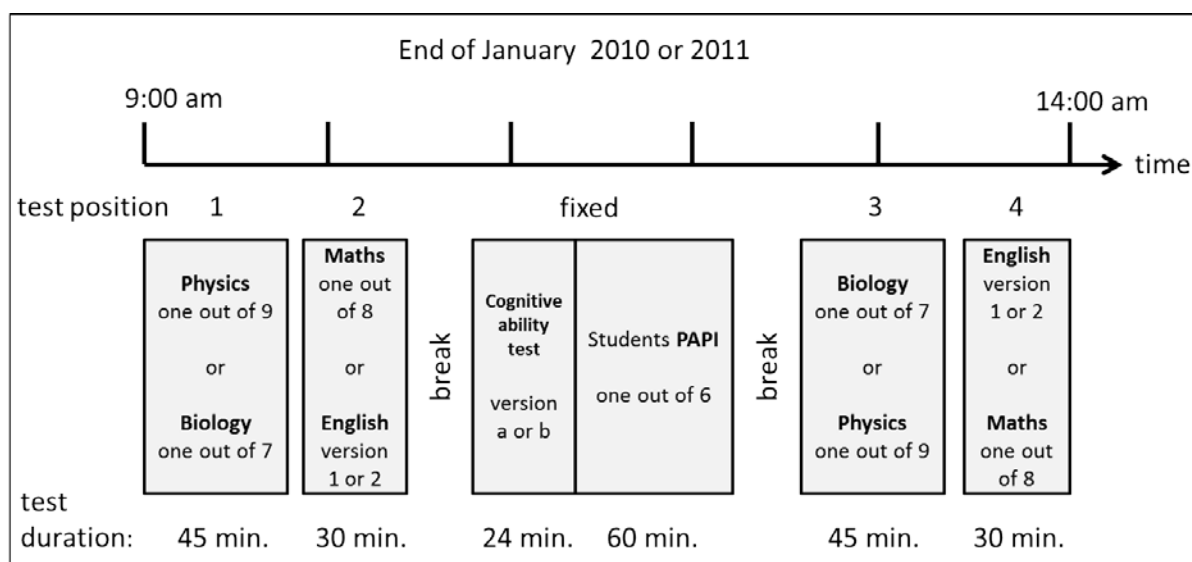 End of January 2010 or 2011
9:00 am
14:00 am
time
test position
1
2
fixed
3
4
Physics
one out of 9
or
Biology
one out of 7
Maths
one out
of 8
or
English
version
1 or 2
break
Cognitive
ability
test
version
a or b
Students PAPI
one out of 6
break
Biology
one out of 7
or
Physics
one out of 9
English
version
1 or 2
or
Maths
one out
of 8
test
duration:
45 min.
30 min.
24 min.
60 min.
45 min.
30 min.